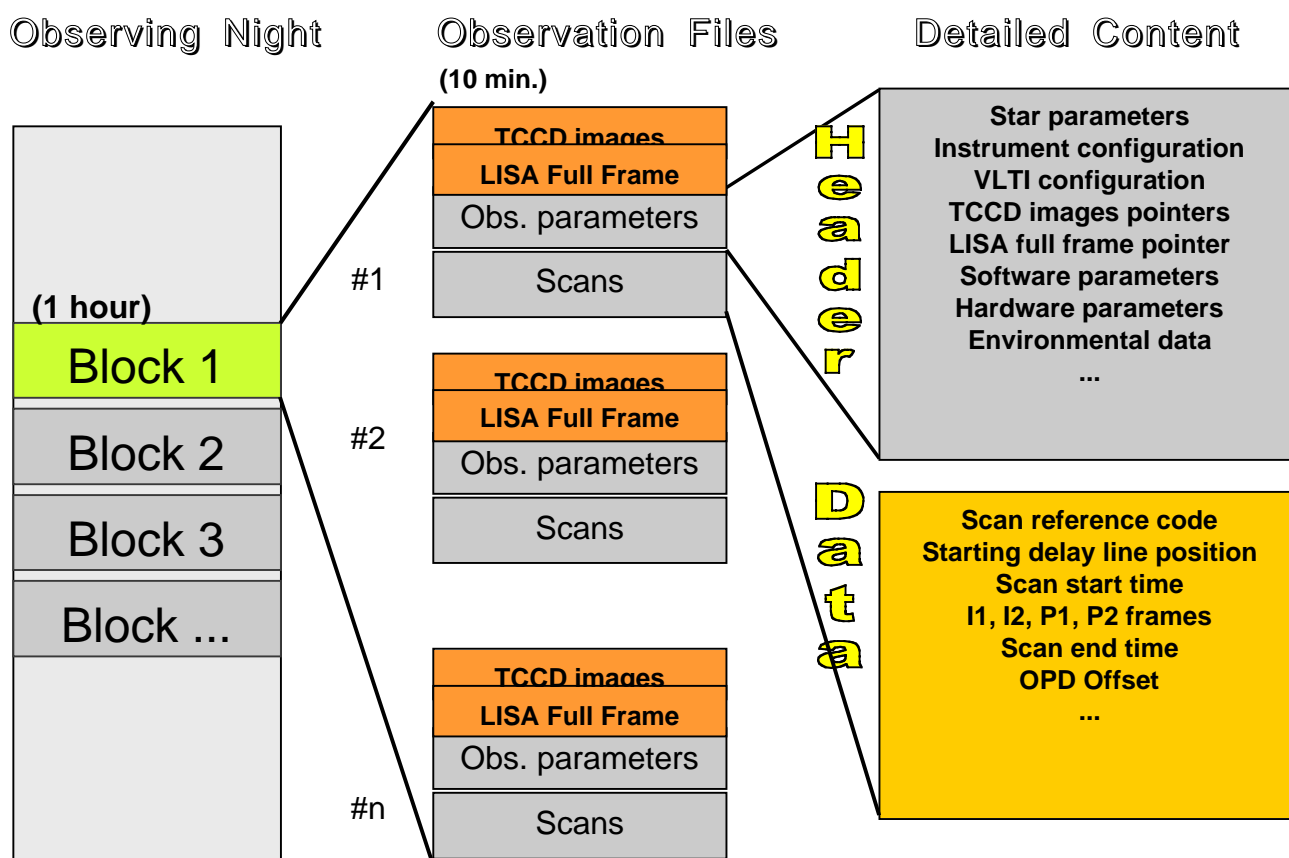 Observing Night
(1 hour)
Block 1
Block 2
Block 3
Block ...
Observation Files
(10 min.)
#1
TCCD images
LISA Full Frame
Obs. parameters
Scans
#2
TCCD images
LISA Full Frame
Obs. parameters
Scans
#n
TCCD images
LISA Full Frame
Obs. parameters
Scans
Detailed Content
Header
Star parameters
Instrument configuration
VLTI configuration
TCCD images pointers
LISA full frame pointer
Software parameters
Hardware parameters
Environmental data
...
Data
Scan reference code
Starting delay line position
Scan start time
I1, I2, P1, P2 frames
Scan end time
OPD Offset
...